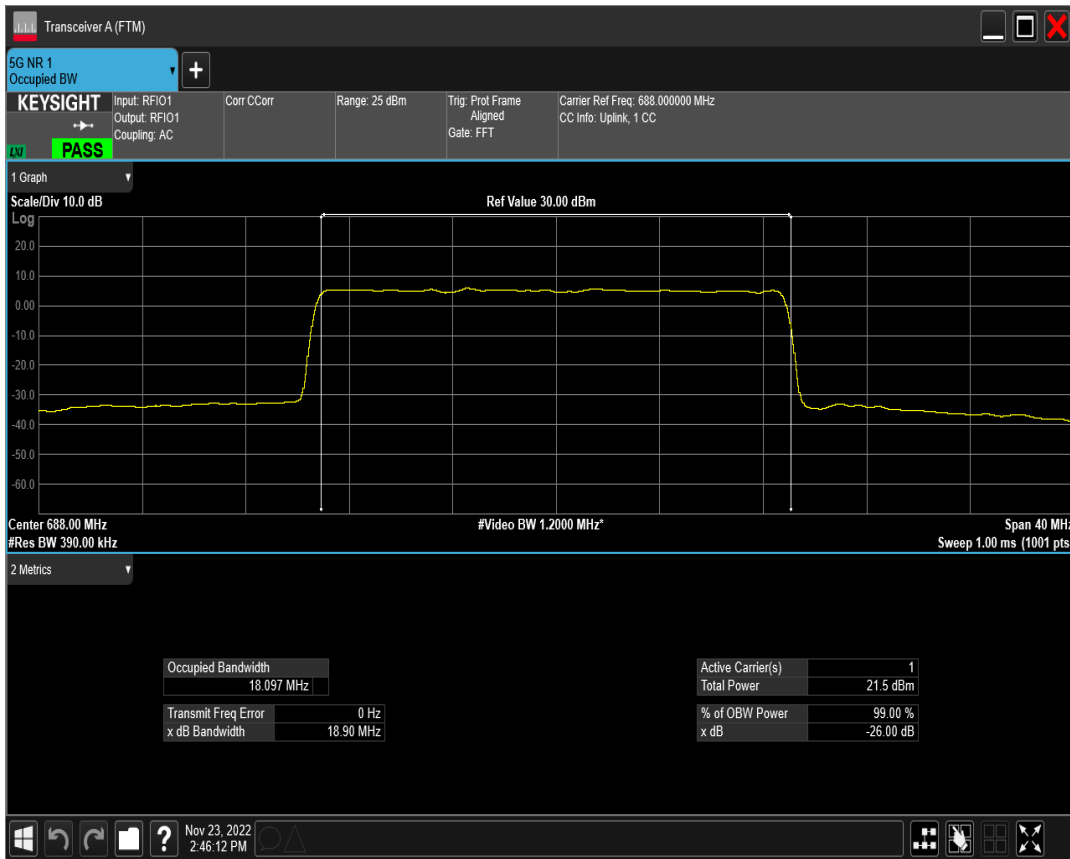 Transceiver A (FTM)
5G NR 1
Occupied BW
+
KEYSIGHT
LXI
PASS
Input: RFIO1
Output: RFIO1
Coupling: AC
Corr CCorr
Range: 25 dBm
Trig: Prot Frame
Aligned
Gate: FFT
Carrier Ref Freq: 688.000000 MHz
CC Info: Uplink, 1 CC
1 Graph
Scale/Div 10.0 dB
Ref Value 30.00 dBm
Log
20.0
10.0
0.00
-10.0
-20.0
-30.0
-40.0
-50.0
-60.0
Center 688.00 MHz
#Video BW 1.2000 MHz*
Span 40 MHz
#Res BW 390.00 kHz
Sweep 1.00 ms (1001 pts
2 Metrics
Occupied Bandwidth
18.097 MHz
Transmit Freq Error 0 Hz
x dB Bandwidth 18.90 MHz
Active Carrier(s) 1
Total Power 21.5 dBm
% of OBW Power 99.00 %
x dB -26.00 dB
?
Nov 23, 2022
2:46:12 PM